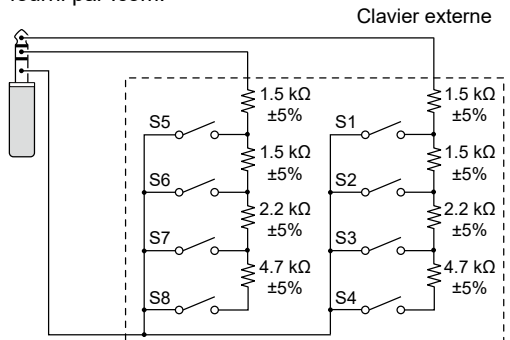 fourni par Icom.
Clavier externe
1.5 kΩ
±5%
1.5 kΩ
±5%
S5
S1
1.5 kΩ
±5%
1.5 kΩ
±5%
S6
S2
2.2 kΩ
±5%
2.2 kΩ
±5%
S7
S3
4.7 kΩ
±5%
4.7 kΩ
±5%
S8
S4